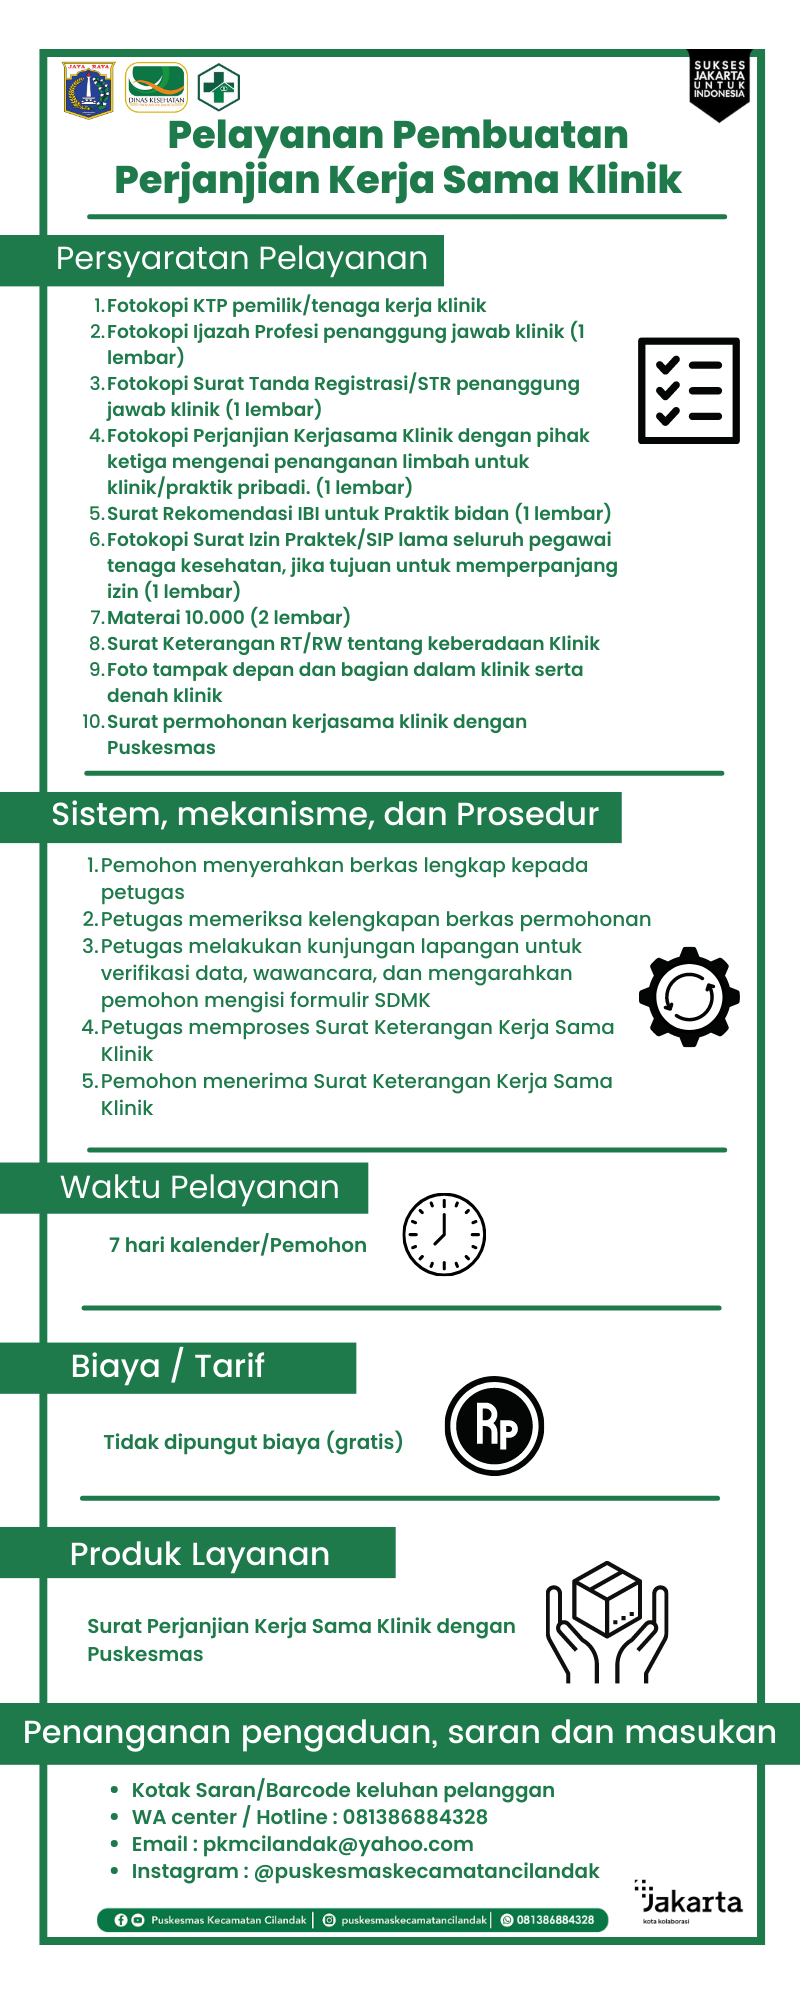 JAYA RAYA
DINAS KESEHATAN
SUKSES
JAKARTA
UNTUK
INDONESIA
Pelayanan Pembuatan
Perjanjian Kerja Sama Klinik
Persyaratan Pelayanan
1. Fotokopi KTP pemilik/tenaga kerja klinik
2. Fotokopi Ijazah Profesi penanggung jawab klinik (1
lembar)
3. Fotokopi Surat Tanda Registrasi/STR penanggung
jawab klinik (1 lembar)
4. Fotokopi Perjanjian Kerjasama Klinik dengan pihak
ketiga mengenai penanganan limbah untuk
klinik/praktik pribadi. (1 lembar)
5. Surat Rekomendasi IBI untuk Praktik bidan (1 lembar)
6. Fotokopi Surat Izin Praktek/SIP lama seluruh pegawai
tenaga kesehatan, jika tujuan untuk memperpanjang
izin (1 lembar)
7. Materai 10.000 (2 lembar)
8. Surat Keterangan RT/RW tentang keberadaan Klinik
9. Foto tampak depan dan bagian dalam klinik serta
denah klinik
10. Surat permohonan kerjasama klinik dengan
Puskesmas
Sistem, mekanisme, dan Prosedur
1. Pemohon menyerahkan berkas lengkap kepada
petugas
2. Petugas memeriksa kelengkapan berkas permohonan
3. Petugas melakukan kunjungan lapangan untuk
verifikasi data, wawancara, dan mengarahkan
pemohon mengisi formulir SDMK
4. Petugas memproses Surat Keterangan Kerja Sama
Klinik
5. Pemohon menerima Surat Keterangan Kerja Sama
Klinik
Waktu Pelayanan
7 hari kalender/Pemohon
Biaya / Tarif
Tidak dipungut biaya (gratis)
Rp
Produk Layanan
Surat Perjanjian Kerja Sama Klinik dengan
Puskesmas
Penanganan pengaduan, saran dan masukan
• Kotak Saran/Barcode keluhan pelanggan
• WA center / Hotline : 081386884328
• Email : pkmcilandak@yahoo.com
• Instagram : @puskesmaskecamatancilandak
Jakarta
kota kolaborasi
Puskesmas Kecamatan Cilandak | puskesmaskecamatancilandak | 081386884328